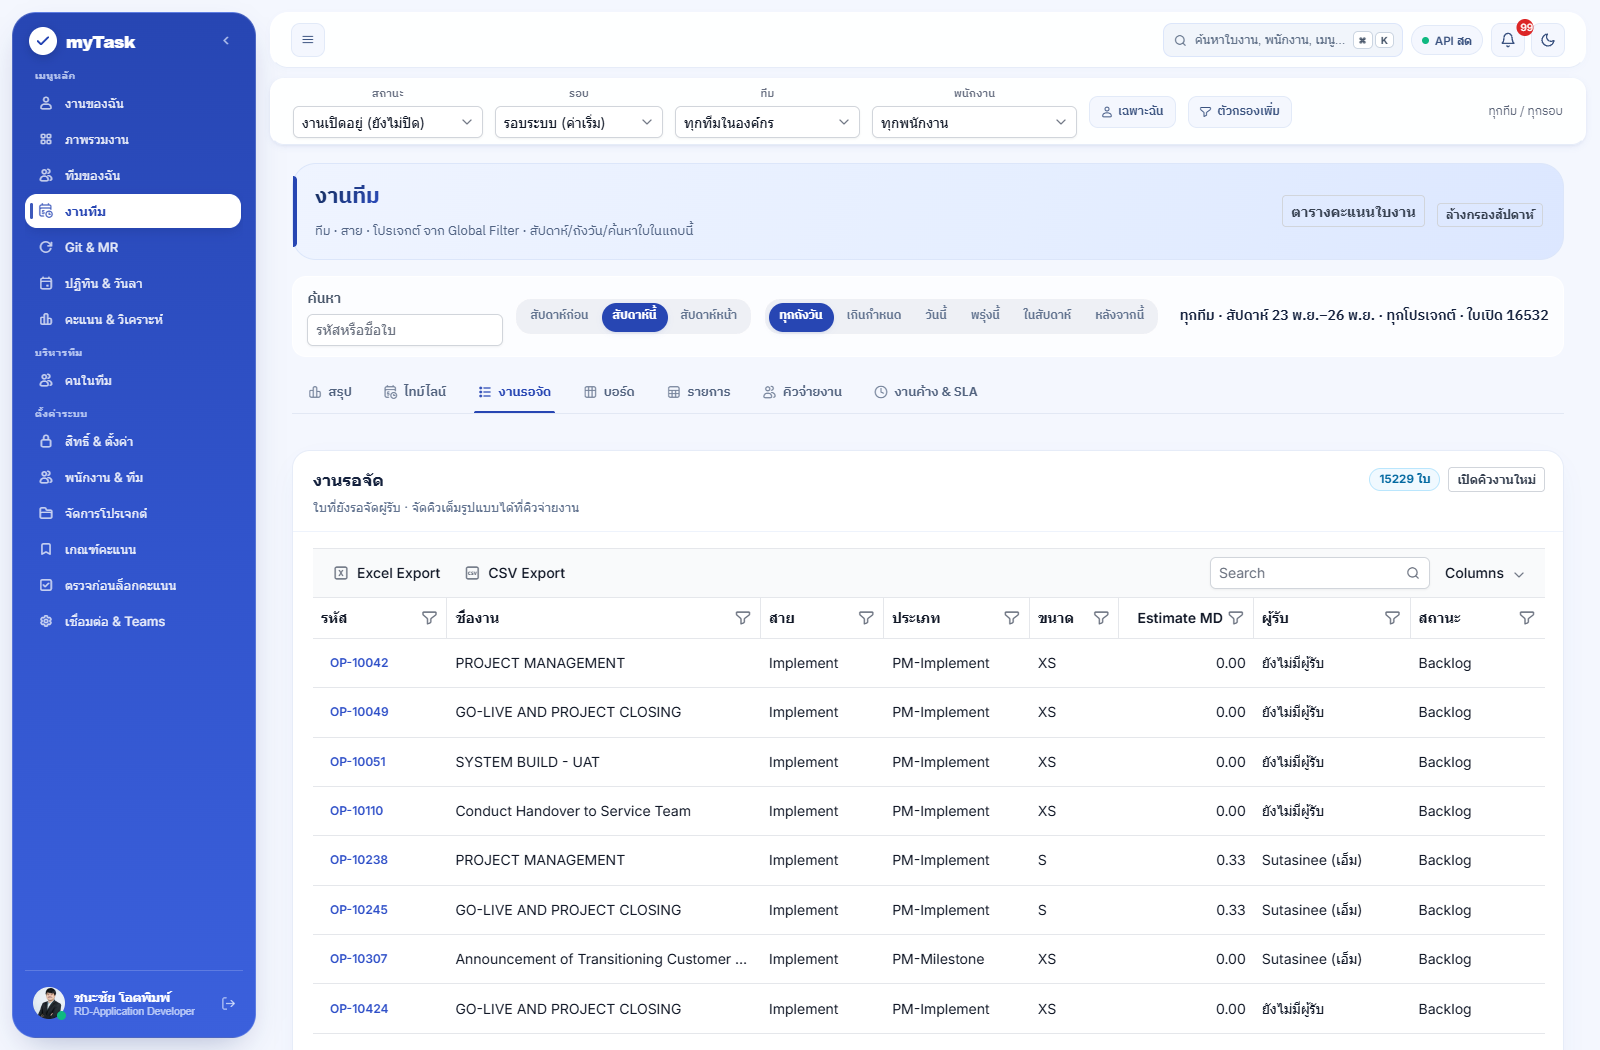 myTask
เมนูหลัก
งานของฉัน
ภาพรวมงาน
ทีมของฉัน
งานทีม
Git & MR
ปฏิทิน & วันลา
คะแนน & วิเคราะห์
บริหารทีม
คนในทีม
ตั้งค่าระบบ
สิทธิ์ & ตั้งค่า
พนักงาน & ทีม
จัดการโปรเจกต์
เกณฑ์คะแนน
ตรวจก่อนล็อกคะแนน
เชื่อมต่อ & Teams
ชนะชัย โอตพิมพ์
RD-Application Developer
ค้นหาใบงาน, พนักงาน, เมนู... ⌘ K
API สด
99
สถานะ รอบ ทีม พนักงาน
งานเปิดอยู่ (ยังไม่ปิด) รอบระบบ (ค่าเริ่ม) ทุกทีมในองค์กร ทุกพนักงาน เฉพาะฉัน ตัวกรองเพิ่ม ทุกทีม / ทุกรอบ
งานทีม
ทีม · สาย · โปรเจกต์ จาก Global Filter · สัปดาห์/ถังวัน/ค้นหาใบในแถบนี้
ตารางคะแนนใบงาน ล้างกรองสัปดาห์
ค้นหา
รหัสหรือชื่อใบ
สัปดาห์ก่อน สัปดาห์นี้ สัปดาห์หน้า
ทุกถังวัน เกินกำหนด วันนี้ พรุ่งนี้ ในสัปดาห์ หลังจากนี้
ทุกทีม · สัปดาห์ 23 พ.ย.–26 พ.ย. · ทุกโปรเจกต์ · ใบเปิด 16532
สรุป ไทม์ไลน์ งานรอจัด บอร์ด รายการ คิวจ่ายงาน งานค้าง & SLA
งานรอจัด
ใบที่ยังรอจัดผู้รับ · จัดคิวเต็มรูปแบบได้ที่คิวจ่ายงาน
15229 ใบ เปิดคิวงานใหม่
Excel Export CSV Export Search Columns
รหัส ชื่องาน สาย ประเภท ขนาด Estimate MD ผู้รับ สถานะ
OP-10042 PROJECT MANAGEMENT Implement PM-Implement XS 0.00 ยังไม่มีผู้รับ Backlog
OP-10049 GO-LIVE AND PROJECT CLOSING Implement PM-Implement XS 0.00 ยังไม่มีผู้รับ Backlog
OP-10051 SYSTEM BUILD - UAT Implement PM-Implement XS 0.00 ยังไม่มีผู้รับ Backlog
OP-10110 Conduct Handover to Service Team Implement PM-Implement XS 0.00 ยังไม่มีผู้รับ Backlog
OP-10238 PROJECT MANAGEMENT Implement PM-Implement S 0.33 Sutasinee (เอ็ม) Backlog
OP-10245 GO-LIVE AND PROJECT CLOSING Implement PM-Implement S 0.33 Sutasinee (เอ็ม) Backlog
OP-10307 Announcement of Transitioning Customer ... Implement PM-Milestone XS 0.00 Sutasinee (เอ็ม) Backlog
OP-10424 GO-LIVE AND PROJECT CLOSING Implement PM-Implement XS 0.00 ยังไม่มีผู้รับ Backlog